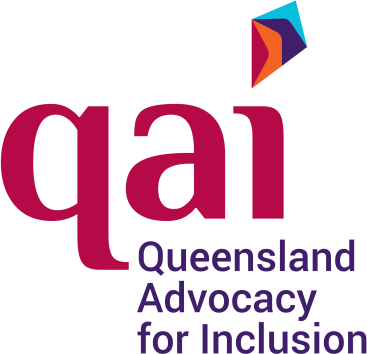 qai
Queensland
Advocacy
for Inclusion